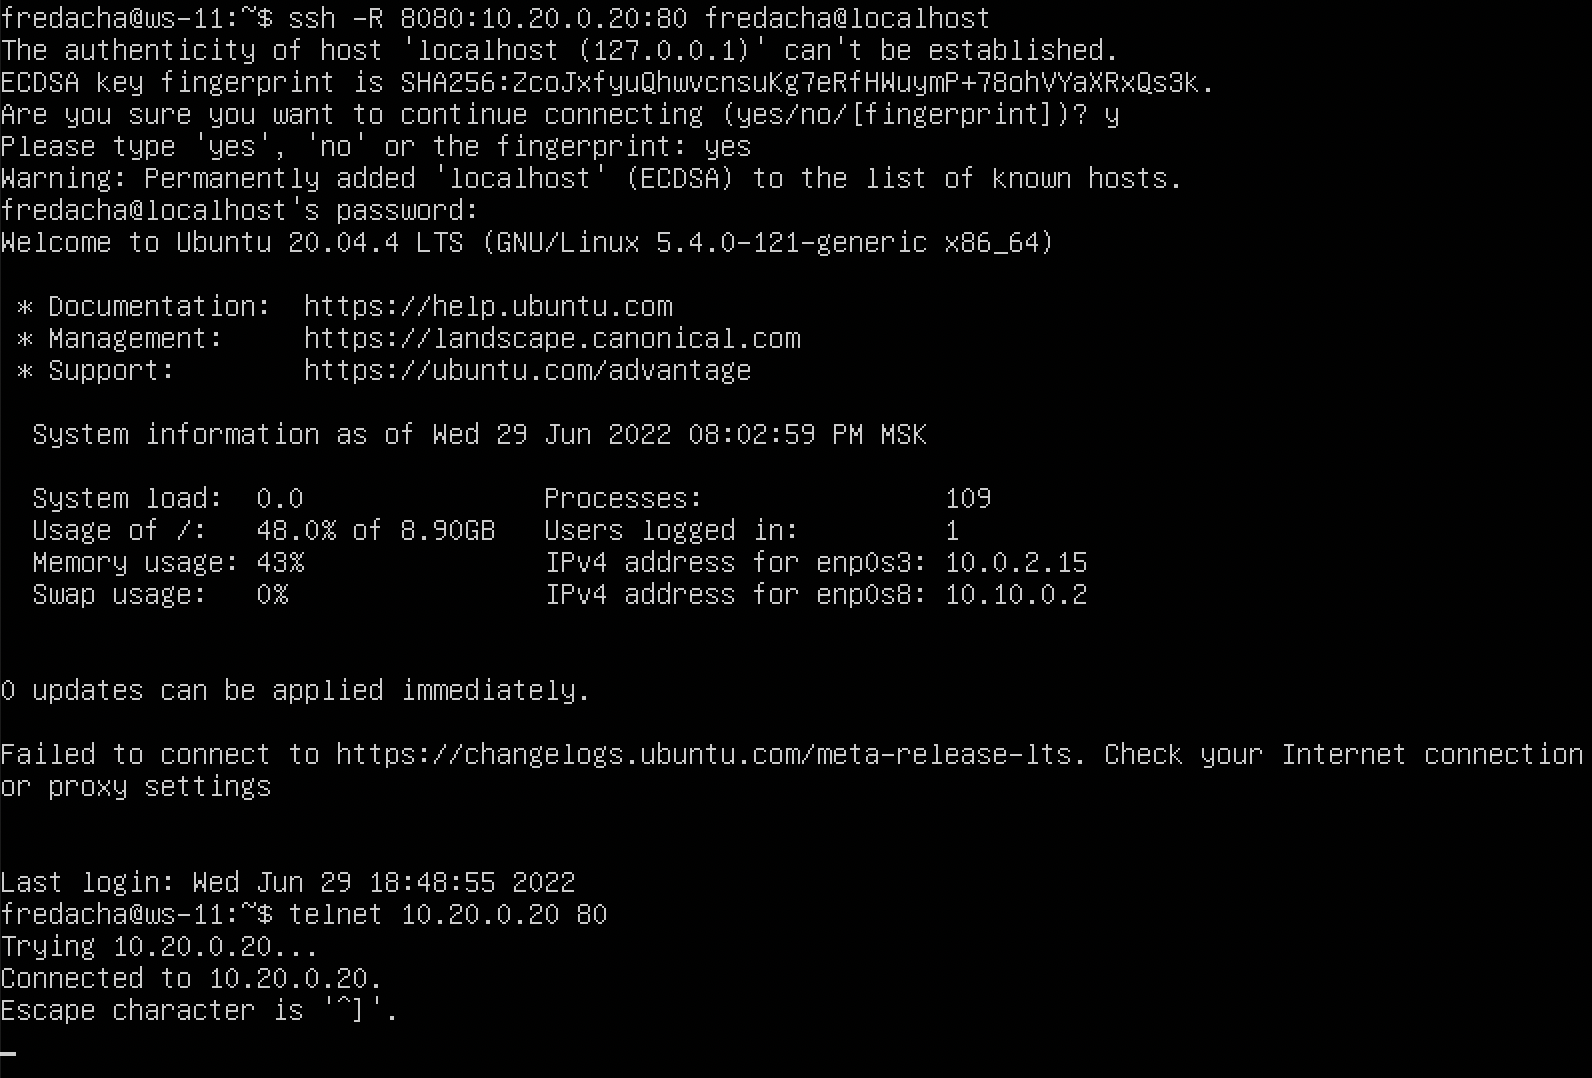 fredacha@ws-11:~$ ssh -R 8080:10.20.0.20:80 fredacha@localhost
The authenticity of host 'localhost (127.0.0.1)' can't be established.
ECDSA key fingerprint is SHA256:ZcoJxfyuQhwvcnsuKg7eRfHWuymP+78ohVYaXRxQs3k.
Are you sure you want to continue connecting (yes/no/[fingerprint])? y
Please type 'yes', 'no' or the fingerprint: yes
Warning: Permanently added 'localhost' (ECDSA) to the list of known hosts.
fredacha@localhost's password:
Welcome to Ubuntu 20.04.4 LTS (GNU/Linux 5.4.0-121-generic x86_64)
* Documentation:  https://help.ubuntu.com
* Management:     https://landscape.canonical.com
* Support:        https://ubuntu.com/advantage
System information as of Wed 29 Jun 2022 08:02:59 PM MSK
System load:  0.0               Processes:               109
Usage of /:   48.0% of 8.90GB   Users logged in:         1
Memory usage: 43%               IPv4 address for enp0s3: 10.0.2.15
Swap usage:   0%                IPv4 address for enp0s8: 10.10.0.2
0 updates can be applied immediately.
Failed to connect to https://changelogs.ubuntu.com/meta-release-lts. Check your Internet connection
or proxy settings
Last login: Wed Jun 29 18:48:55 2022
fredacha@ws-11:~$ telnet 10.20.0.20 80
Trying 10.20.0.20...
Connected to 10.20.0.20.
Escape character is '^]'.